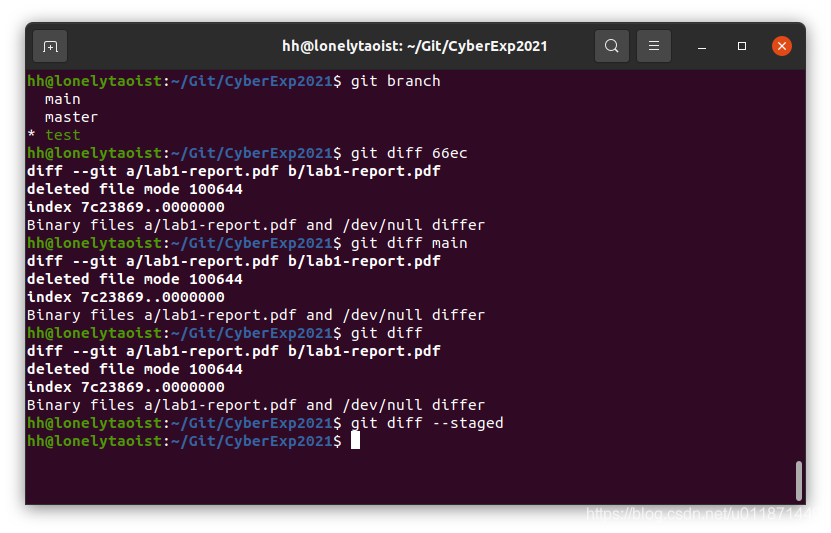 hh@lonelytaoist: ~/Git/CyberExp2021
hh@lonelytaoist:~/Git/CyberExp2021$ git branch
  main
  master
* test
hh@lonelytaoist:~/Git/CyberExp2021$ git diff 66ec
diff --git a/lab1-report.pdf b/lab1-report.pdf
deleted file mode 100644
index 7c23869..0000000
Binary files a/lab1-report.pdf and /dev/null differ
hh@lonelytaoist:~/Git/CyberExp2021$ git diff main
diff --git a/lab1-report.pdf b/lab1-report.pdf
deleted file mode 100644
index 7c23869..0000000
Binary files a/lab1-report.pdf and /dev/null differ
hh@lonelytaoist:~/Git/CyberExp2021$ git diff
diff --git a/lab1-report.pdf b/lab1-report.pdf
deleted file mode 100644
index 7c23869..0000000
Binary files a/lab1-report.pdf and /dev/null differ
hh@lonelytaoist:~/Git/CyberExp2021$ git diff --staged
hh@lonelytaoist:~/Git/CyberExp2021$